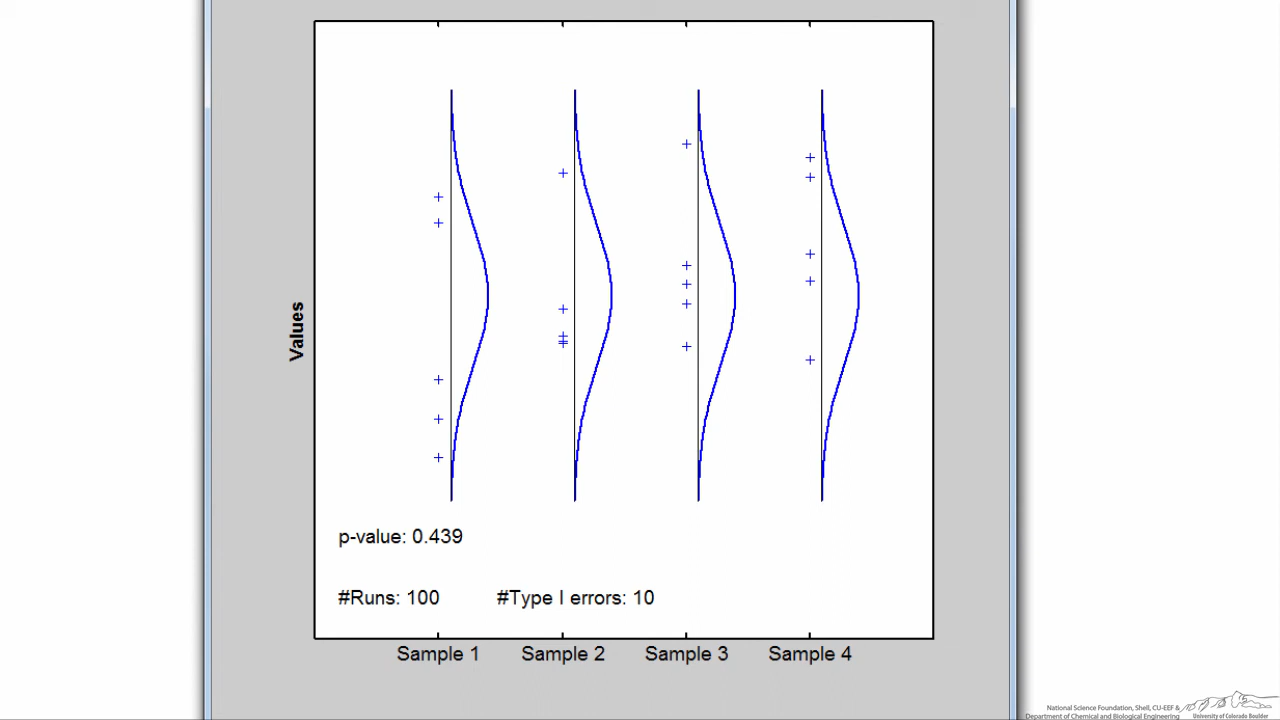 Values
p-value: 0.439
#Runs: 100
#Type I errors: 10
Sample 1
Sample 2
Sample 3
Sample 4
National Science Foundation, Shell, CU-EEF &
Department of Chemical and Biological Engineering
University of Colorado Boulder